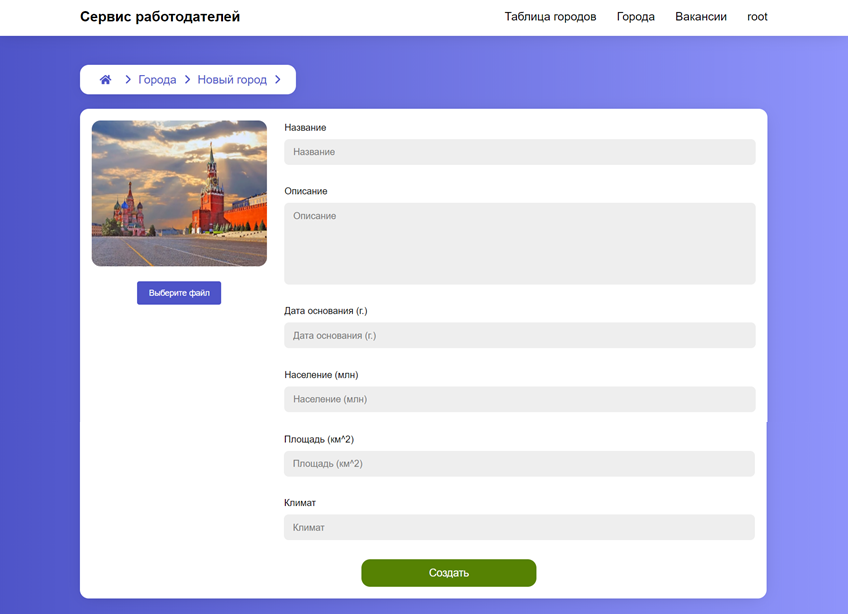 Сервис работодателей
Таблица городов Города Вакансии root
Города Новый город
Выберите файл
Название
Название
Описание
Описание
Дата основания (г.)
Дата основания (г.)
Население (млн)
Население (млн)
Площадь (км^2)
Площадь (км^2)
Климат
Климат
Создать